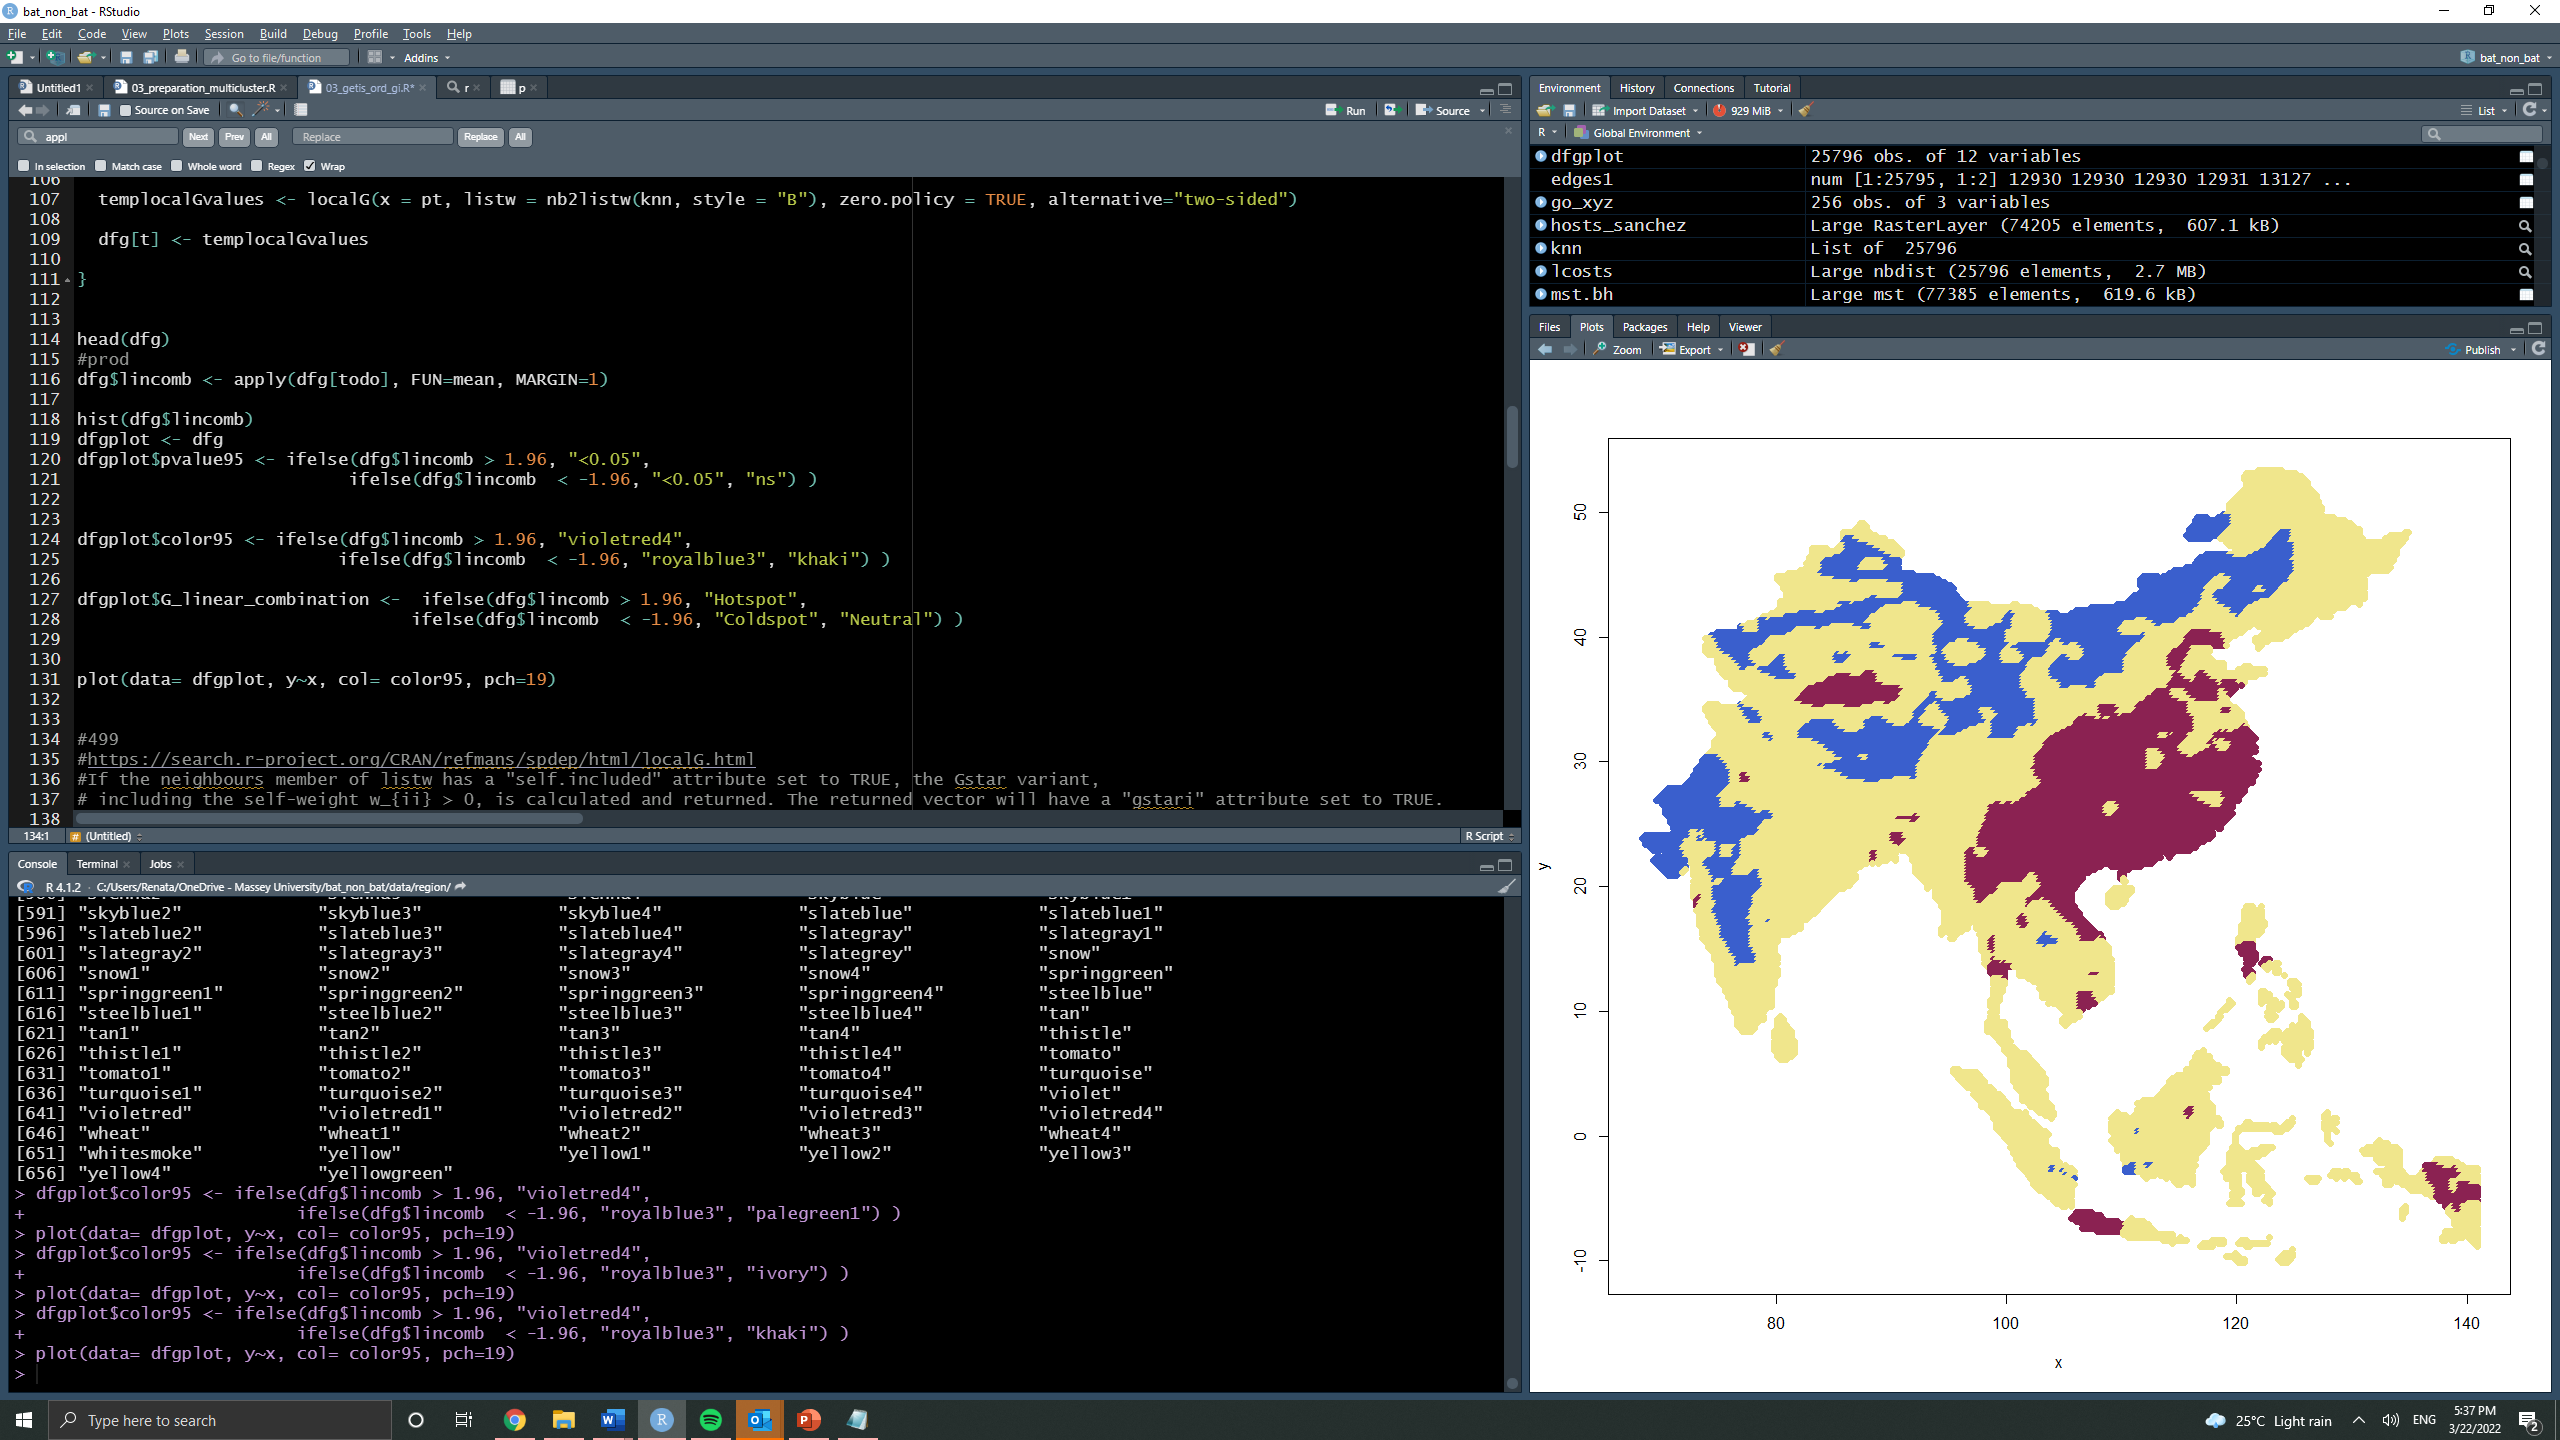 bat_non_bat - RStudio
File Edit Code View Plots Session Build Debug Profile Tools Help
Go to file/function Addins bat_non_bat
Untitled1 03_preparation_multicluster.R 03_getis_ord_gi.R* r p
Source on Save Run Source
appl Next Prev All Replace Replace All
In selection Match case Whole word Regex Wrap
106
107 templocalGvalues <- localG(x = pt, listw = nb2listw(knn, style = "B"), zero.policy = TRUE, alternative="two-sided")
108
109 dfg[t] <- templocalGvalues
110
111 }
112
113
114 head(dfg)
115 #prod
116 dfg$lincomb <- apply(dfg[todo], FUN=mean, MARGIN=1)
117
118 hist(dfg$lincomb)
119 dfgplot <- dfg
120 dfgplot$pvalue95 <- ifelse(dfg$lincomb > 1.96, "<0.05",
121 ifelse(dfg$lincomb < -1.96, "<0.05", "ns") )
122
123
124 dfgplot$color95 <- ifelse(dfg$lincomb > 1.96, "violetred4",
125 ifelse(dfg$lincomb < -1.96, "royalblue3", "khaki") )
126
127 dfgplot$G_linear_combination <- ifelse(dfg$lincomb > 1.96, "Hotspot",
128 ifelse(dfg$lincomb < -1.96, "Coldspot", "Neutral") )
129
130
131 plot(data= dfgplot, y~x, col= color95, pch=19)
132
133
134 #499
135 #https://search.r-project.org/CRAN/refmans/spdep/html/localG.html
136 #If the neighbours member of listw has a "self.included" attribute set to TRUE, the Gstar variant,
137 # including the self-weight w_{ii} > 0, is calculated and returned. The returned vector will have a "gstari" attribute set to TRUE.
138
134:1 # (Untitled) R Script
Console Terminal Jobs
R 4.1.2 · C:/Users/Renata/OneDrive - Massey University/bat_non_bat/data/region/
[591] "skyblue2" "skyblue3" "skyblue4" "slateblue" "slateblue1"
[596] "slateblue2" "slateblue3" "slateblue4" "slategray" "slategray1"
[601] "slategray2" "slategray3" "slategray4" "slategrey" "snow"
[606] "snow1" "snow2" "snow3" "snow4" "springgreen"
[611] "springgreen1" "springgreen2" "springgreen3" "springgreen4" "steelblue"
[616] "steelblue1" "steelblue2" "steelblue3" "steelblue4" "tan"
[621] "tan1" "tan2" "tan3" "tan4" "thistle"
[626] "thistle1" "thistle2" "thistle3" "thistle4" "tomato"
[631] "tomato1" "tomato2" "tomato3" "tomato4" "turquoise"
[636] "turquoise1" "turquoise2" "turquoise3" "turquoise4" "violet"
[641] "violetred" "violetred1" "violetred2" "violetred3" "violetred4"
[646] "wheat" "wheat1" "wheat2" "wheat3" "wheat4"
[651] "whitesmoke" "yellow" "yellow1" "yellow2" "yellow3"
[656] "yellow4" "yellowgreen"
> dfgplot$color95 <- ifelse(dfg$lincomb > 1.96, "violetred4",
+ ifelse(dfg$lincomb < -1.96, "royalblue3", "palegreen1") )
> plot(data= dfgplot, y~x, col= color95, pch=19)
> dfgplot$color95 <- ifelse(dfg$lincomb > 1.96, "violetred4",
+ ifelse(dfg$lincomb < -1.96, "royalblue3", "ivory") )
> plot(data= dfgplot, y~x, col= color95, pch=19)
> dfgplot$color95 <- ifelse(dfg$lincomb > 1.96, "violetred4",
+ ifelse(dfg$lincomb < -1.96, "royalblue3", "khaki") )
> plot(data= dfgplot, y~x, col= color95, pch=19)
>
Environment History Connections Tutorial
Import Dataset 929 MiB List
R Global Environment
dfgplot 25796 obs. of 12 variables
edges1 num [1:25795, 1:2] 12930 12930 12930 12931 13127 ...
go_xyz 256 obs. of 3 variables
hosts_sanchez Large RasterLayer (74205 elements, 607.1 kB)
knn List of 25796
lcosts Large nbdist (25796 elements, 2.7 MB)
mst.bh Large mst (77385 elements, 619.6 kB)
Files Plots Packages Help Viewer
Zoom Export Publish
50
40
30
20
10
0
-10
y
80 100 120 140
x
Type here to search
25°C Light rain ENG 5:37 PM
3/22/2022 2